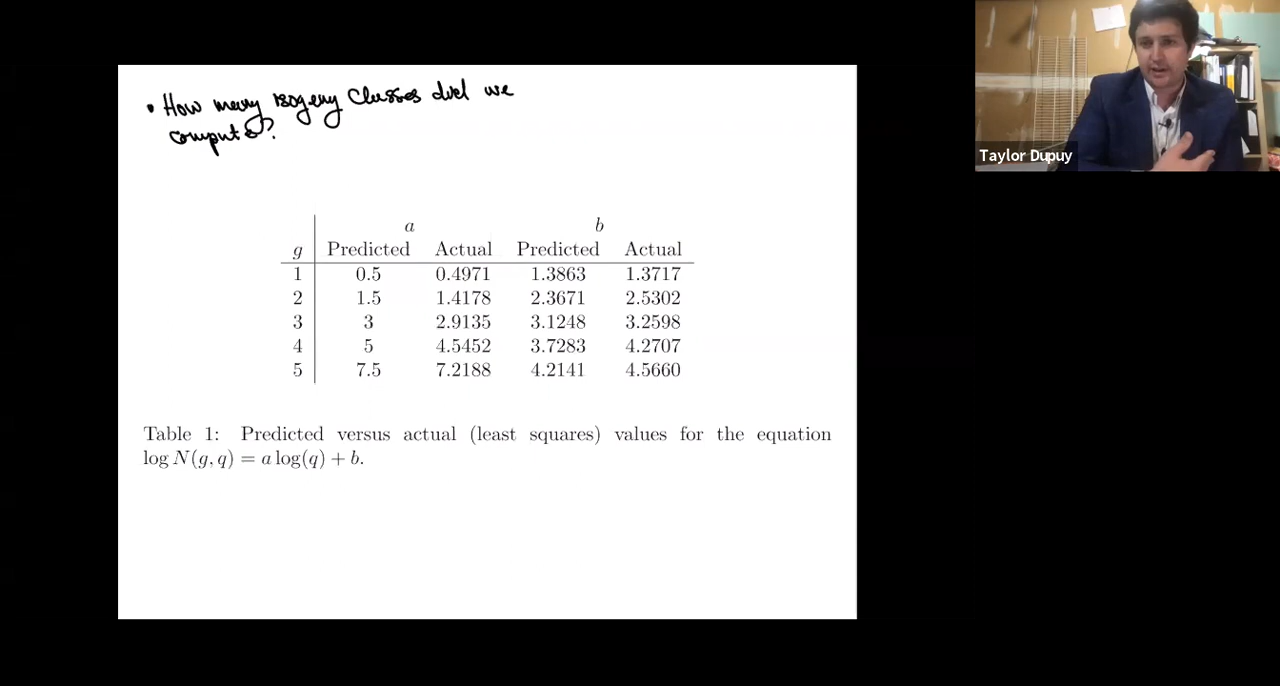 • How many isogeny classes did we
compute?
a b
g Predicted Actual Predicted Actual
1 0.5 0.4971 1.3863 1.3717
2 1.5 1.4178 2.3671 2.5302
3 3 2.9135 3.1248 3.2598
4 5 4.5452 3.7283 4.2707
5 7.5 7.2188 4.2141 4.5660
Table 1: Predicted versus actual (least squares) values for the equation
log N(g, q) = a log(q) + b.
Taylor Dupuy